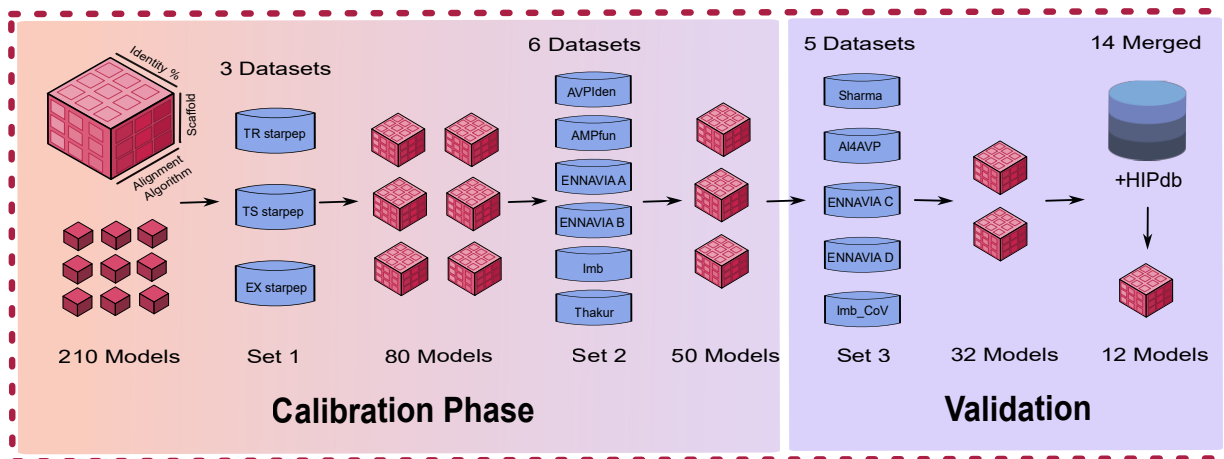 Identity %
Scaffold
Alignment
Algorithm
210 Models
3 Datasets
TR starpep
TS starpep
EX starpep
Set 1
80 Models
6 Datasets
AVPIden
AMPfun
ENNAVIA A
ENNAVIA B
Imb
Thakur
Set 2
50 Models
Calibration Phase
5 Datasets
Sharma
AI4AVP
ENNAVIA C
ENNAVIA D
Imb_CoV
Set 3
32 Models
14 Merged
+HIPdb
12 Models
Validation